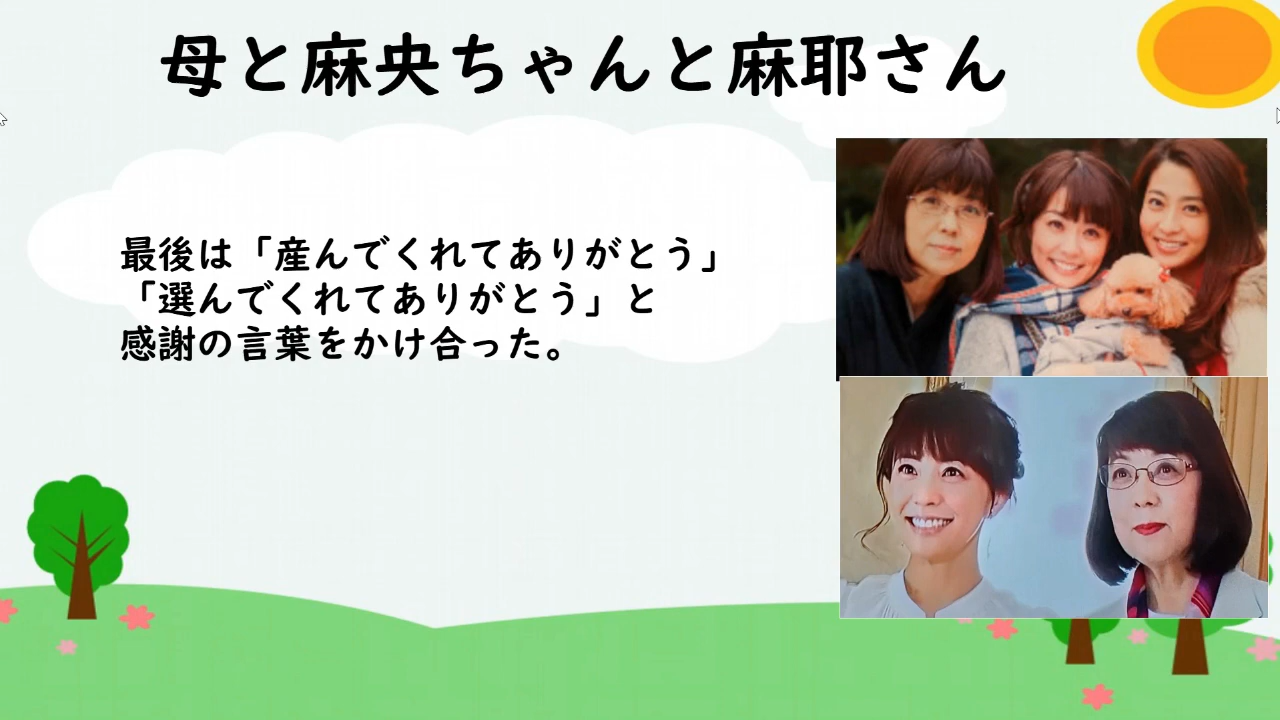 母と麻央ちゃんと麻耶さん
最後は「産んでくれてありがとう」
「選んでくれてありがとう」と
感謝の言葉をかけ合った。